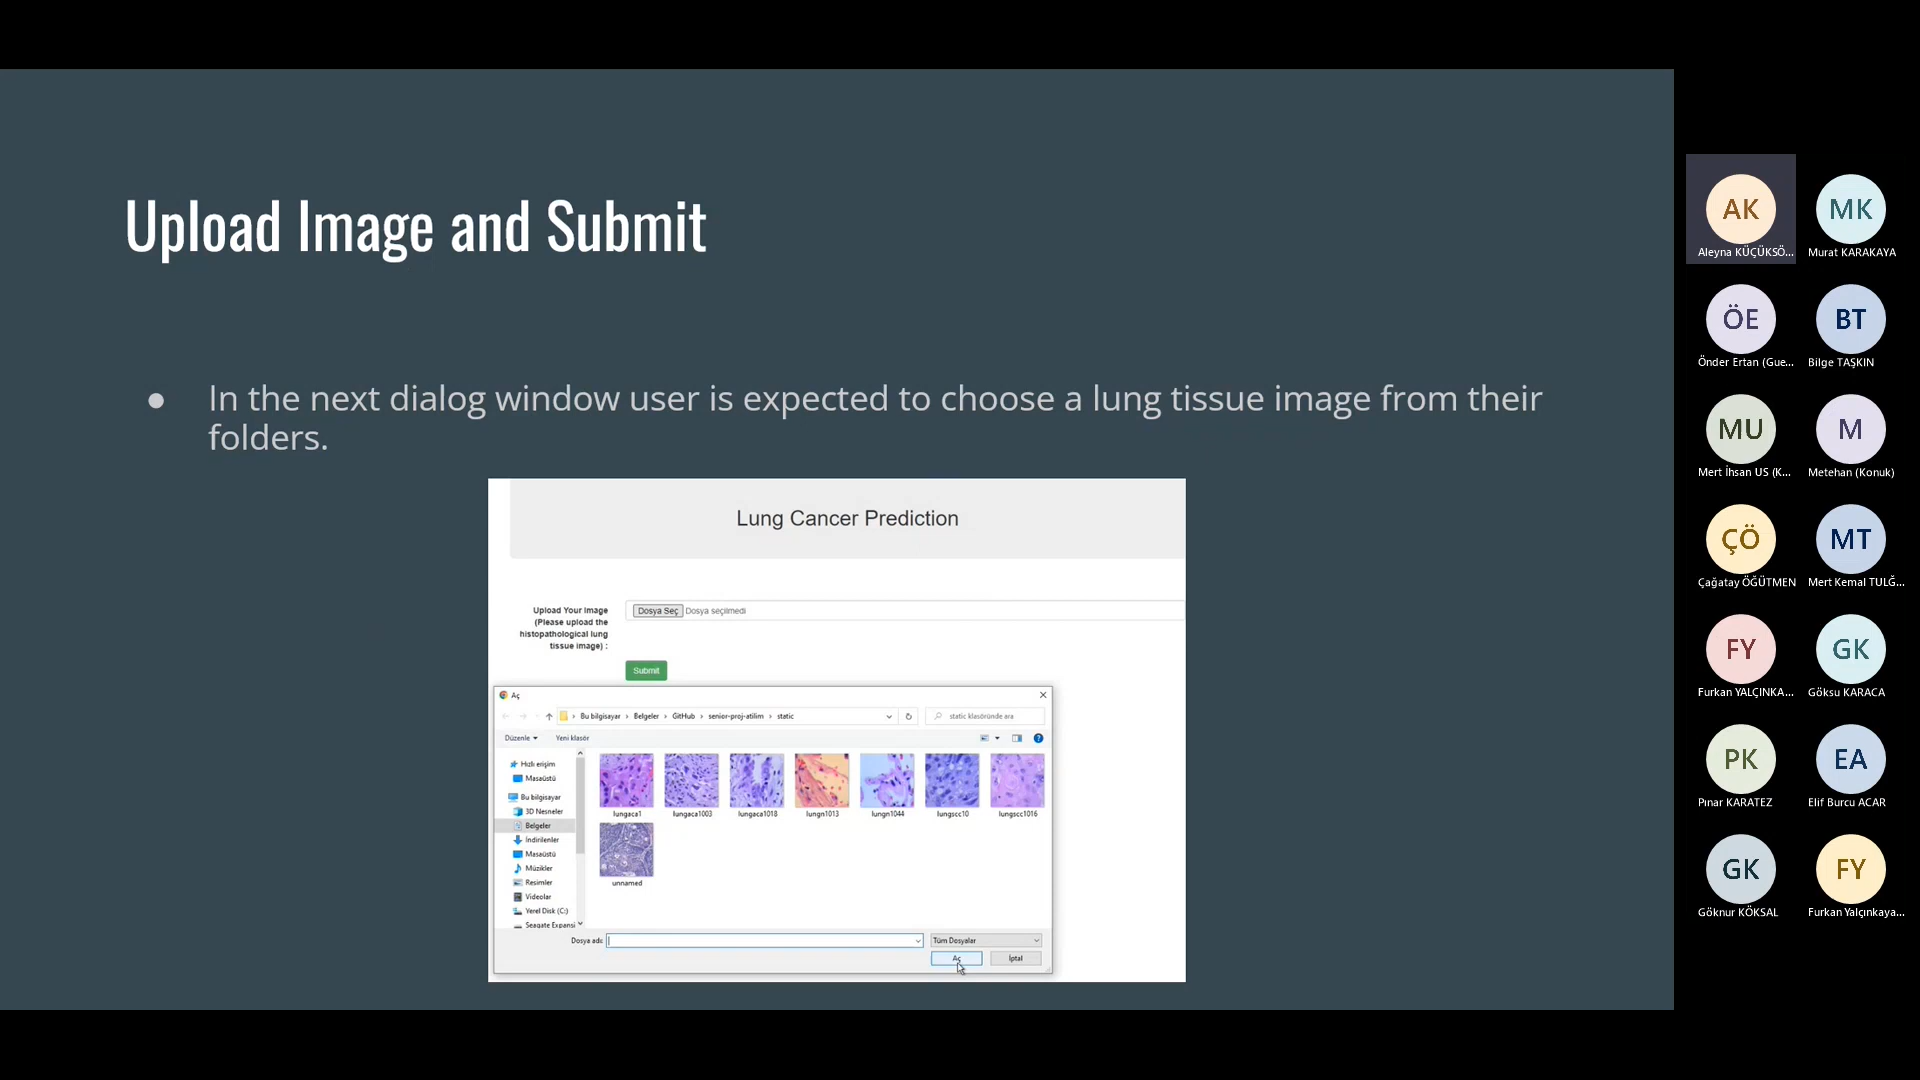 Upload Image and Submit
● In the next dialog window user is expected to choose a lung tissue image from their
folders.
Lung Cancer Prediction
Upload Your image
(Please upload the
histopathological lung
tissue image) :
Dosya Seç Dosya seçilmedi
Submit
Aç
Bu bilgisayar › Belgeler › GitHub › senior-proj-atilim › static
static klasöründe ara
Düzenle Yeni klasör
Hızlı erişim
Masaüstü
Bu bilgisayar
3D Nesneler
Belgeler
İndirilenler
Masaüstü
Müzikler
Resimler
Videolar
Yerel Disk (C:)
Seagate Expansi
lungaca1 lungaca1003 lungaca1018 lungn1013 lungn1044 lungscc10 lungscc1016
unnamed
Dosya adı:
Tüm Dosyalar
Aç İptal
AK MK
Aleyna KÜÇÜKSÖ... Murat KARAKAYA
ÖE BT
Önder Ertan (Gue... Bilge TAŞKIN
MU M
Mert İhsan US (K... Metehan (Konuk)
ÇÖ MT
Çağatay ÖĞÜTMEN Mert Kemal TULĞ...
FY GK
Furkan YALÇINKA... Göksu KARACA
PK EA
Pınar KARATEZ Elif Burcu ACAR
GK FY
Göknur KÖKSAL Furkan Yalçınkaya...